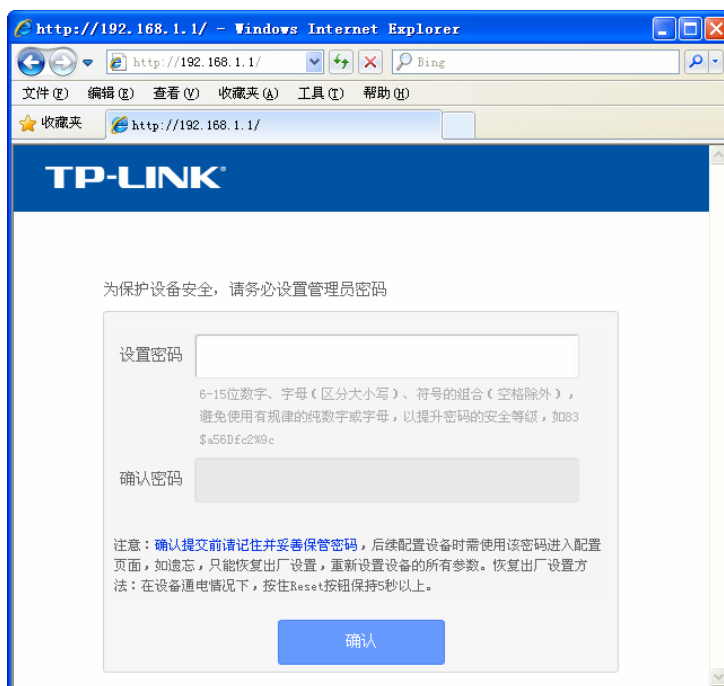 http://192.168.1.1/ - Windows Internet Explorer
http://192.168.1.1/
Bing
文件(F) 编辑(E) 查看(V) 收藏夹(A) 工具(T) 帮助(H)
收藏夹 http://192.168.1.1/
TP-LINK®
为保护设备安全，请务必设置管理员密码
设置密码
6-15位数字、字母(区分大小写)、符号的组合(空格除外)，
避免使用有规律的纯数字或字母，以提升密码的安全等级，如83
$a56Dfc2%9c
确认密码
注意：确认提交前请记住并妥善保管密码，后续配置设备时需使用该密码进入配置
页面，如遗忘，只能恢复出厂设置，重新设置设备的所有参数。恢复出厂设置方
法：在设备通电情况下，按住Reset按钮保持5秒以上。
确认